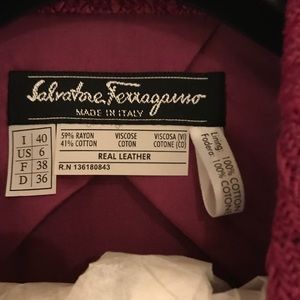 Salvatore Ferragamo
MADE IN ITALY
I 40
US 6
F 38
D 36
59% RAYON VISCOSE VISCOSA (VI)
41% COTTON COTON COTONE (CO)
REAL LEATHER
R.N 136180843
Lining: 100% COTTON
Fodera: 100% COTONE